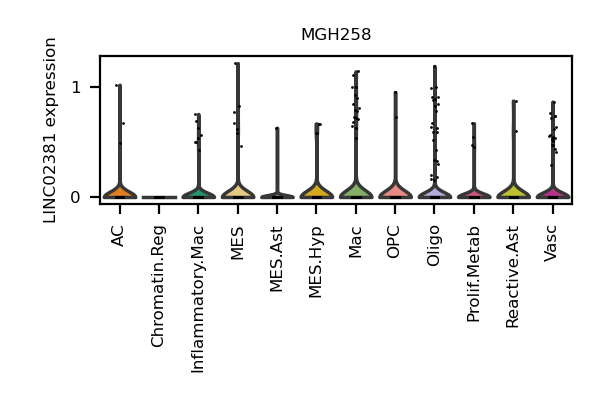 MGH258
LINC02381 expression
1
0
AC
Chromatin.Reg
Inflammatory.Mac
MES
MES.Ast
MES.Hyp
Mac
OPC
Oligo
Prolif.Metab
Reactive.Ast
Vasc